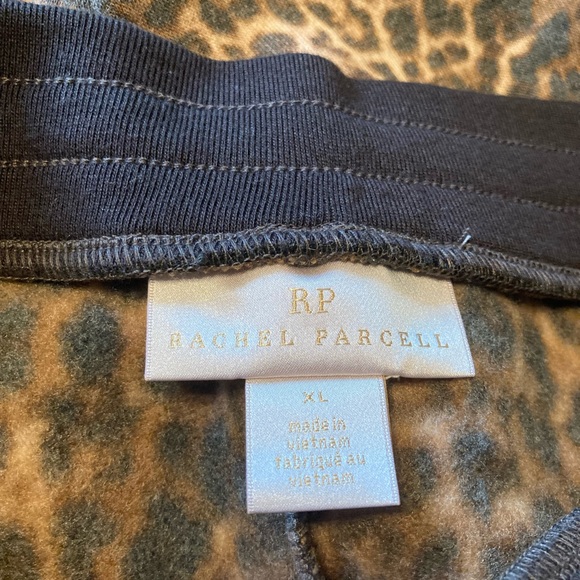 RP
RACHEL PARCELL
XL
made in
vietnam
fabriqué au
vietnam